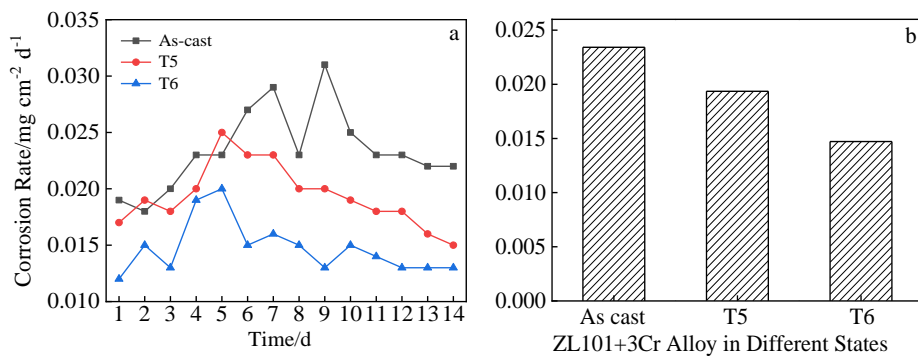 a
As-cast
T5
T6
Corrosion Rate/mg cm⁻² d⁻¹
0.035
0.030
0.025
0.020
0.015
0.010
1 2 3 4 5 6 7 8 9 10 11 12 13 14
Time/d
b
0.025
0.020
0.015
0.010
0.005
0.000
As cast T5 T6
ZL101+3Cr Alloy in Different States